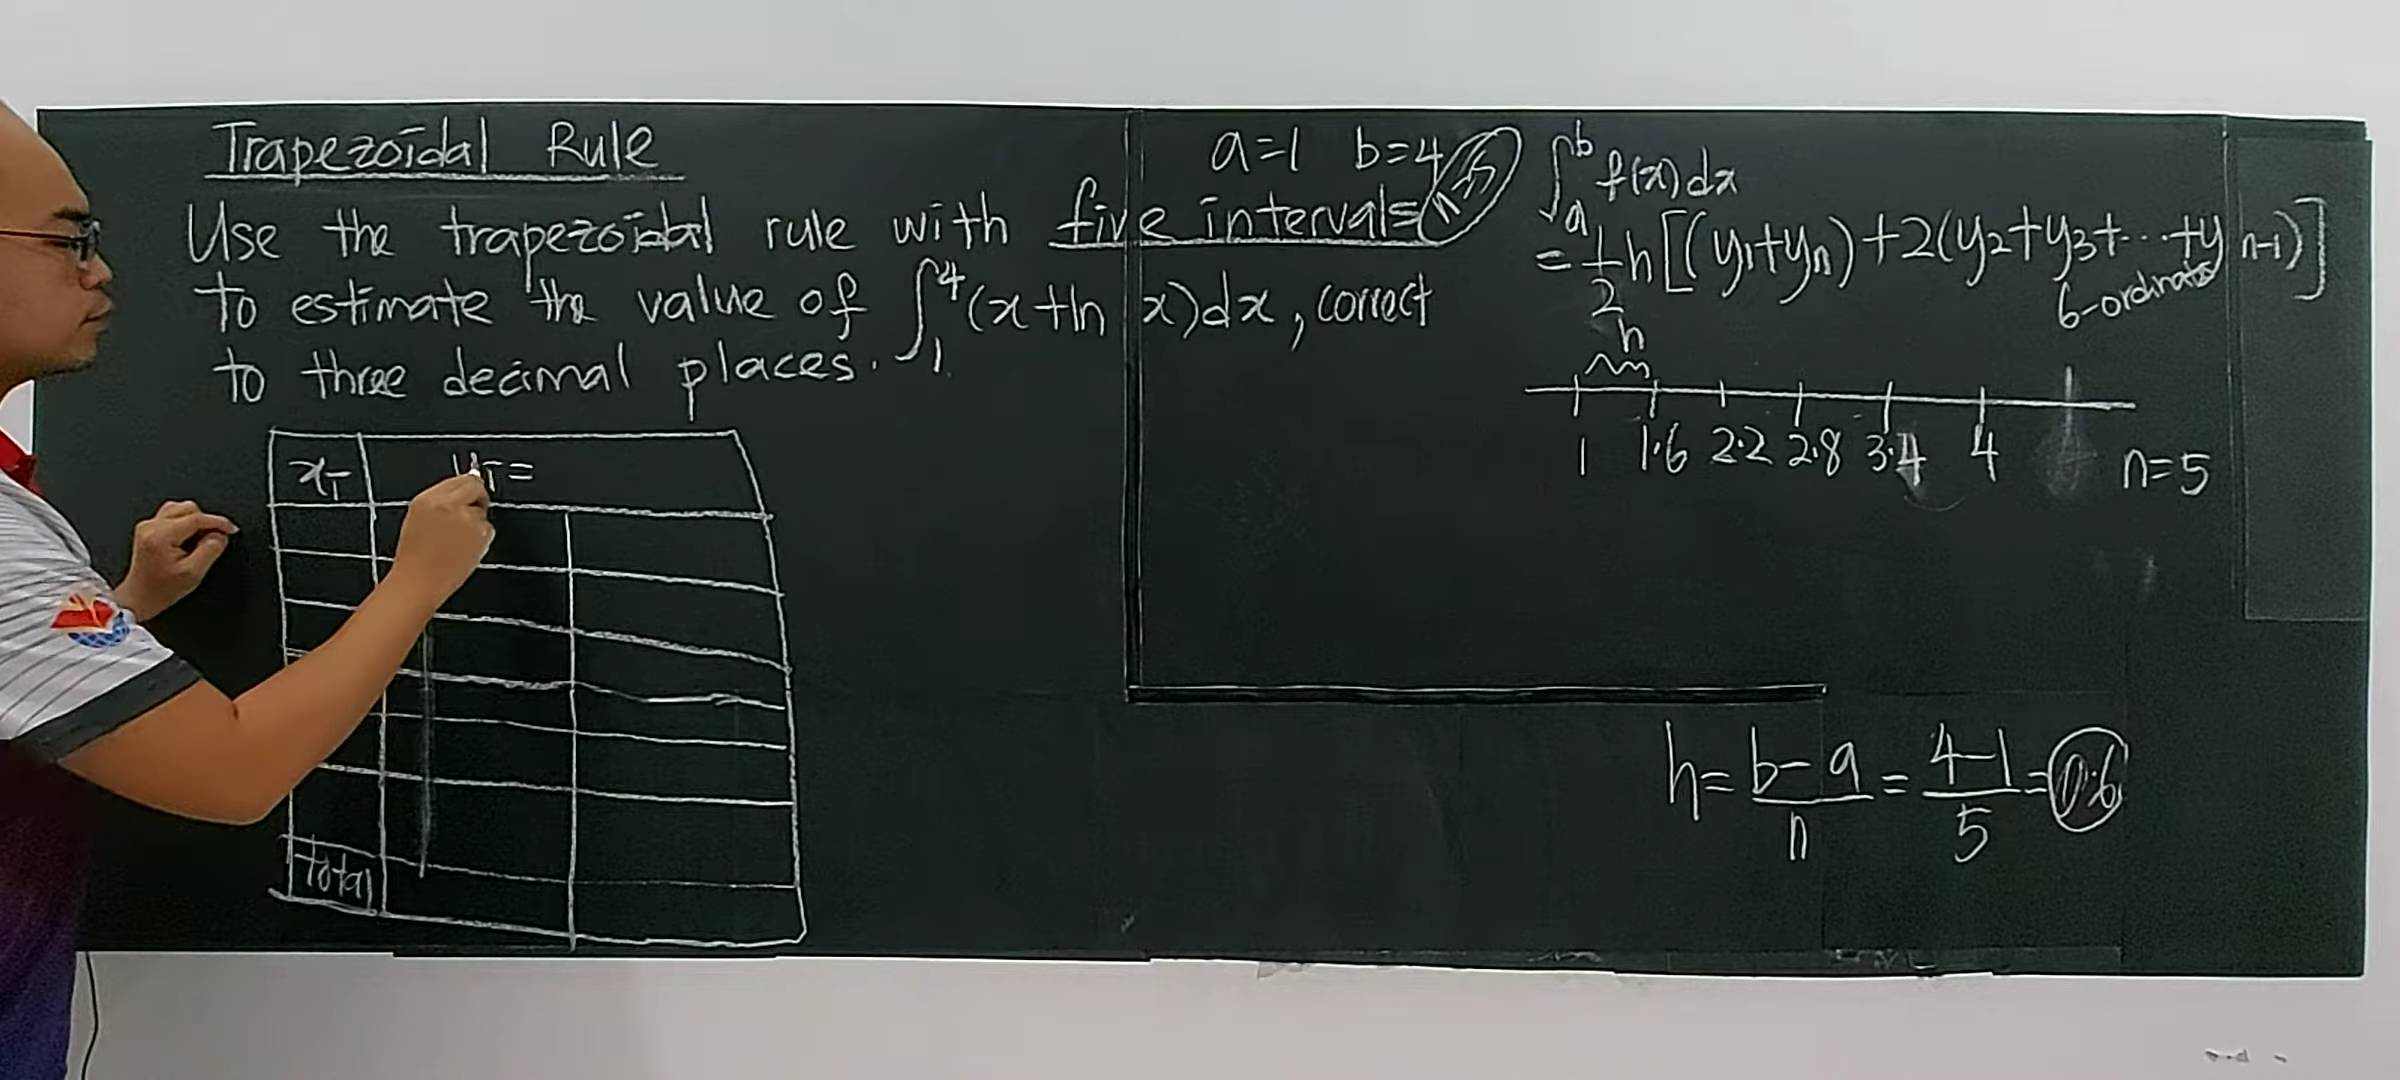 Trapezoidal Rule
Use the trapezoidal rule with five intervals
to estimate the value of ∫₁⁴(x+ln x)dx, correct
to three decimal places.
a=1 b=4 n=5
∫ₐᵇ f(x)dx
=½h[(y₁+yₙ)+2(y₂+y₃+...+yₙ₋₁)]
6-ordinates
h
1 1.6 2.2 2.8 3.4 4 n=5
xᵢ yᵢ=
total
h= (b-a)/n = (4-1)/5 = 0.6